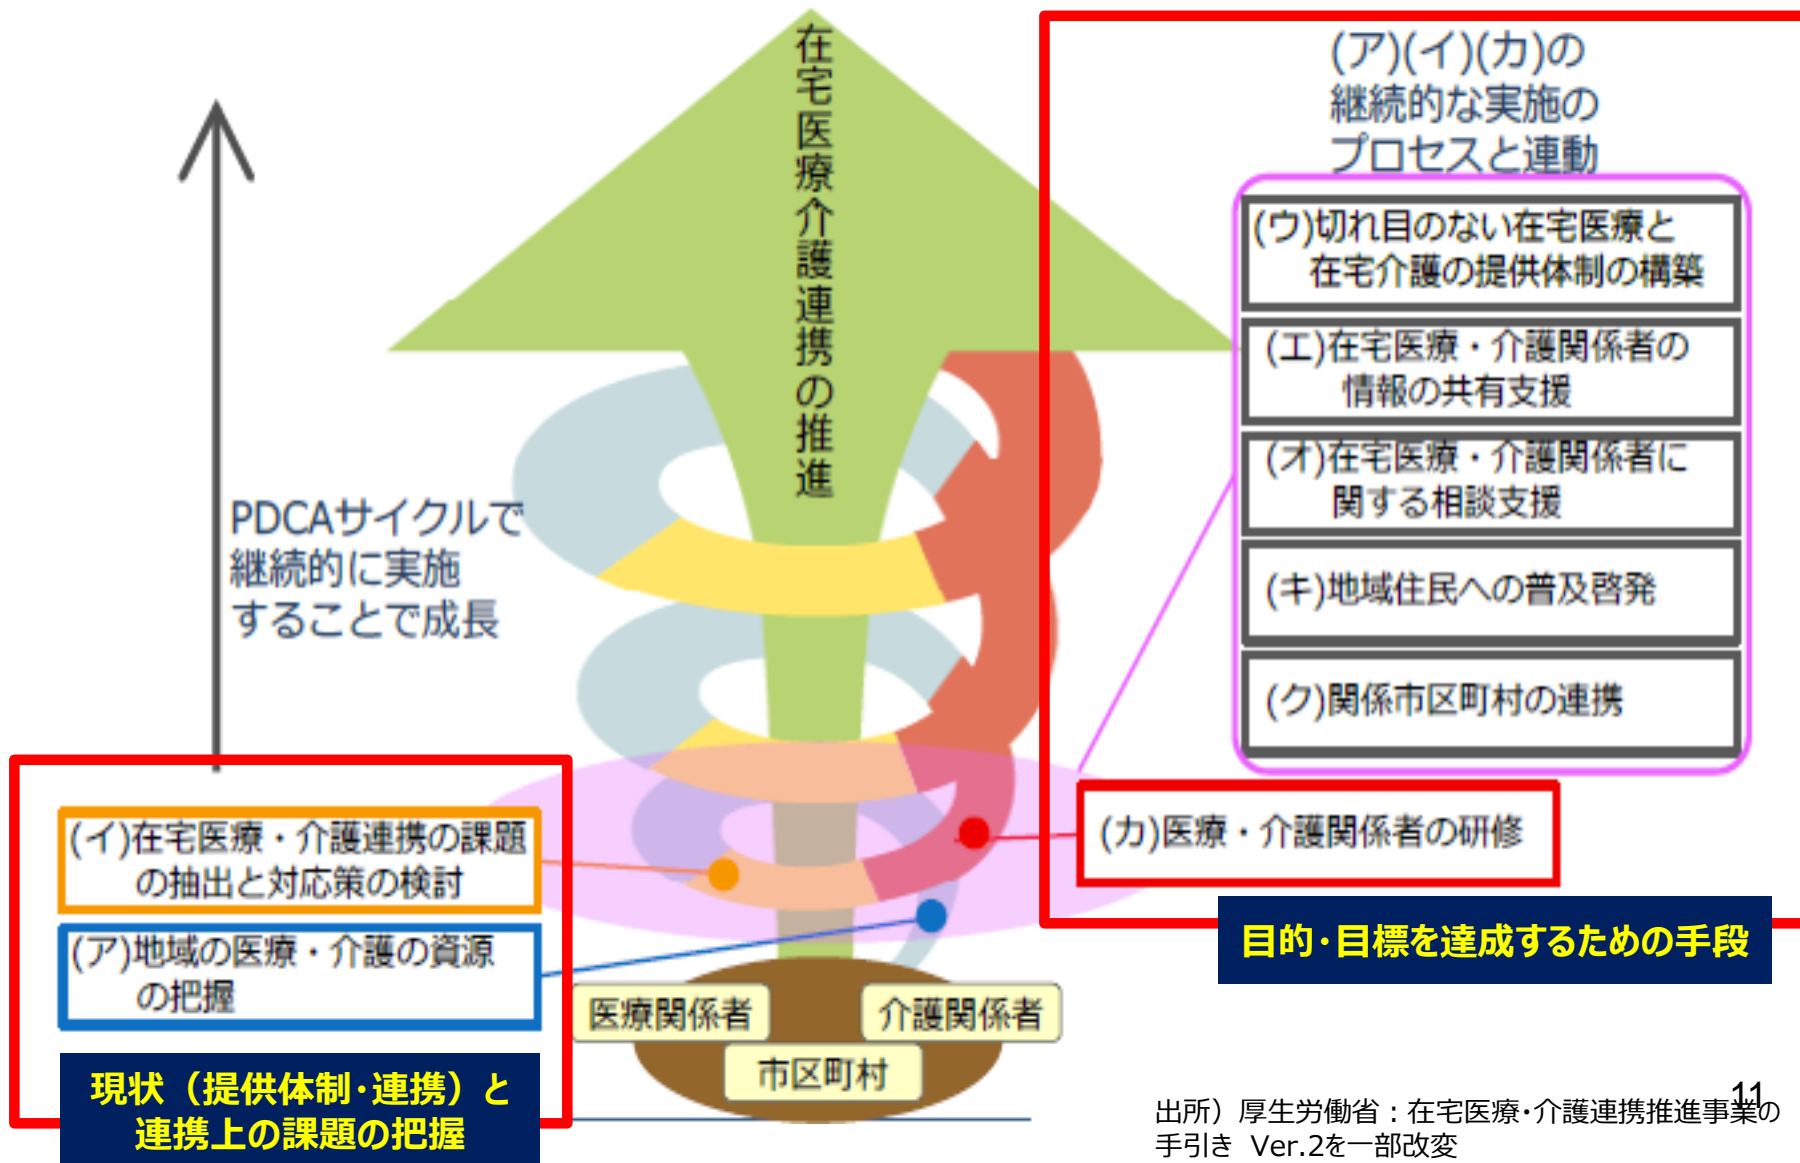 在宅医療介護連携の推進
(ア)(イ)(カ)の
継続的な実施の
プロセスと連動
(ウ)切れ目のない在宅医療と
在宅介護の提供体制の構築
(エ)在宅医療・介護関係者の
情報の共有支援
(オ)在宅医療・介護関係者に
関する相談支援
(キ)地域住民への普及啓発
(ク)関係市区町村の連携
PDCAサイクルで
継続的に実施
することで成長
(カ)医療・介護関係者の研修
目的・目標を達成するための手段
(イ)在宅医療・介護連携の課題
の抽出と対応策の検討
(ア)地域の医療・介護の資源
の把握
現状（提供体制・連携）と
連携上の課題の把握
医療関係者
介護関係者
市区町村
11
出所）厚生労働省：在宅医療・介護連携推進事業の
手引き Ver.2を一部改変